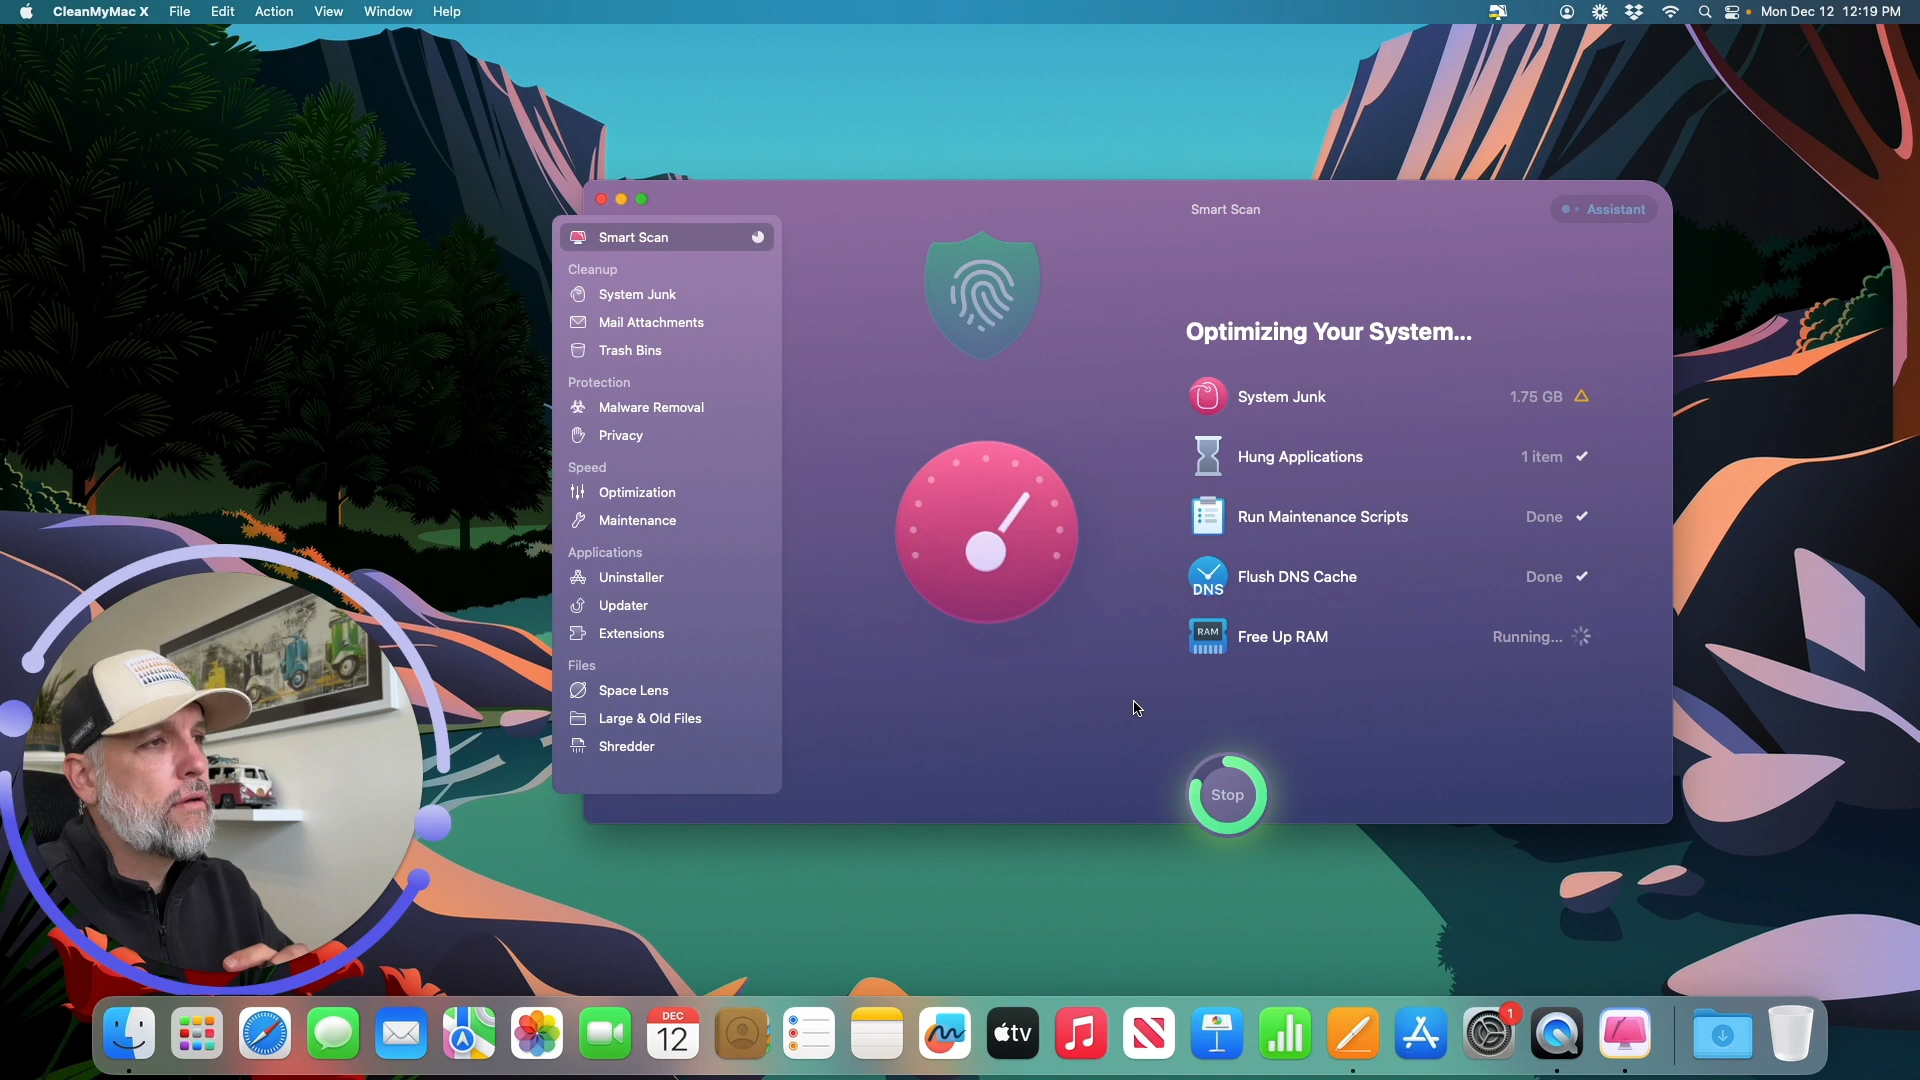 CleanMyMac X File Edit Action View Window Help
Mon Dec 12 12:19 PM
Smart Scan
Assistant
Smart Scan
Cleanup
System Junk
Mail Attachments
Trash Bins
Protection
Malware Removal
Privacy
Speed
Optimization
Maintenance
Applications
Uninstaller
Updater
Extensions
Files
Space Lens
Large & Old Files
Shredder
Optimizing Your System...
System Junk 1.75 GB
Hung Applications 1 item
Run Maintenance Scripts Done
DNS Flush DNS Cache Done
RAM Free Up RAM Running...
Stop
DEC
12
tv
1